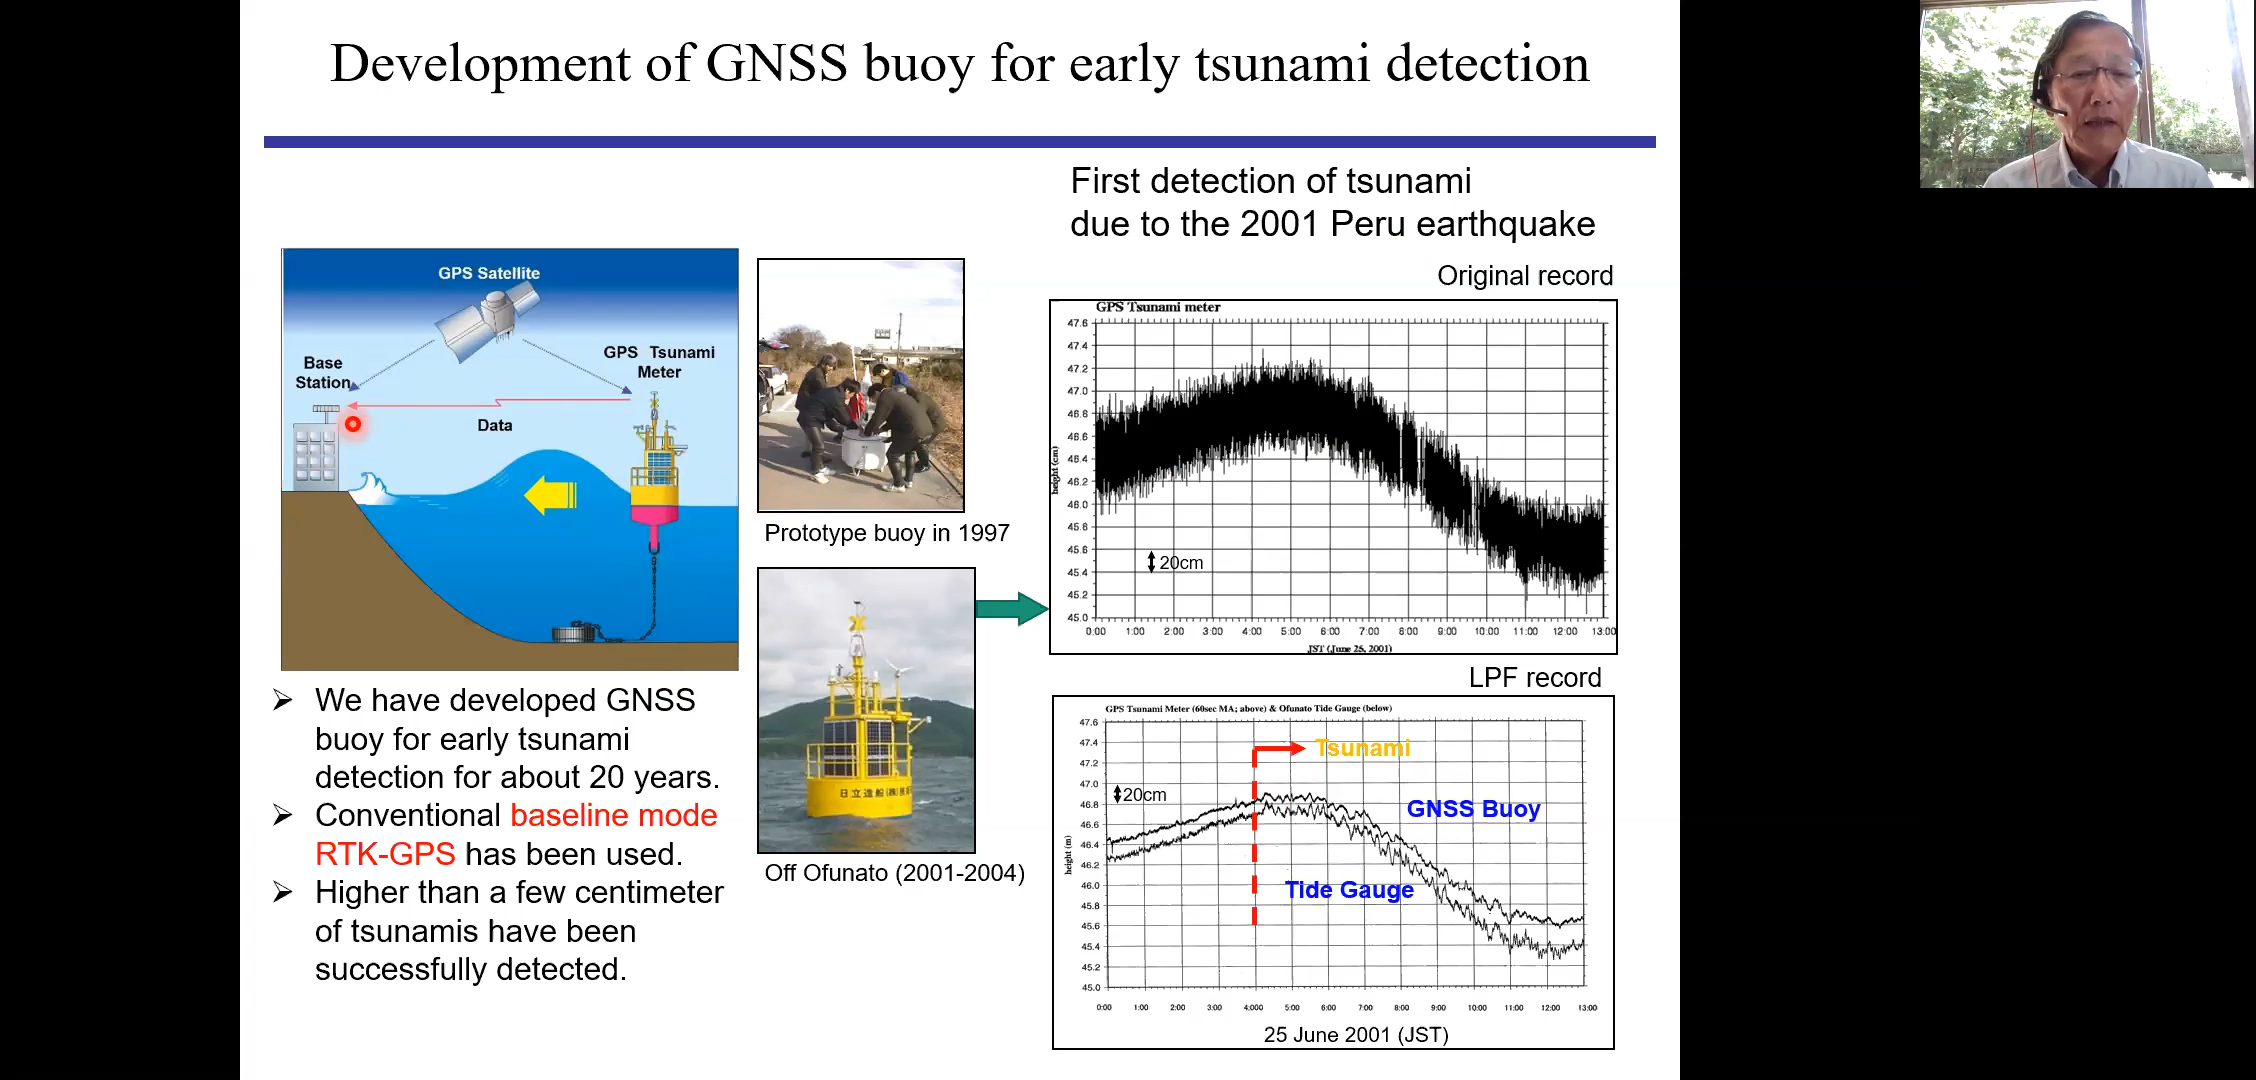 Development of GNSS buoy for early tsunami detection
First detection of tsunami
due to the 2001 Peru earthquake
Original record
GPS Satellite
Base
Station
GPS Tsunami
Meter
Data
Prototype buoy in 1997
日立造船(株)技
Off Ofunato (2001-2004)
➢ We have developed GNSS
buoy for early tsunami
detection for about 20 years.
➢ Conventional baseline mode
RTK-GPS has been used.
➢ Higher than a few centimeter
of tsunamis have been
successfully detected.
GPS Tsunami meter
47.6
47.4
47.2
47.0
46.8
46.6
46.4
46.2
46.0
45.8
45.6
45.4
45.2
45.0
height (cm)
20cm
0:00 1:00 2:00 3:00 4:00 5:00 6:00 7:00 8:00 9:00 10:00 11:00 12:00 13:00
JST (June 25, 2001)
LPF record
GPS Tsunami Meter (60sec MA; above) & Ofunato Tide Gauge (below)
47.6
47.4
47.2
47.0
46.8
46.6
46.4
46.2
46.0
45.8
45.6
45.4
45.2
45.0
height (m)
Tsunami
20cm
GNSS Buoy
Tide Gauge
0:00 1:00 2:00 3:00 4:000 5:00 6:00 7:00 8:00 9:00 10:00 11:00 12:00 13:00
25 June 2001 (JST)